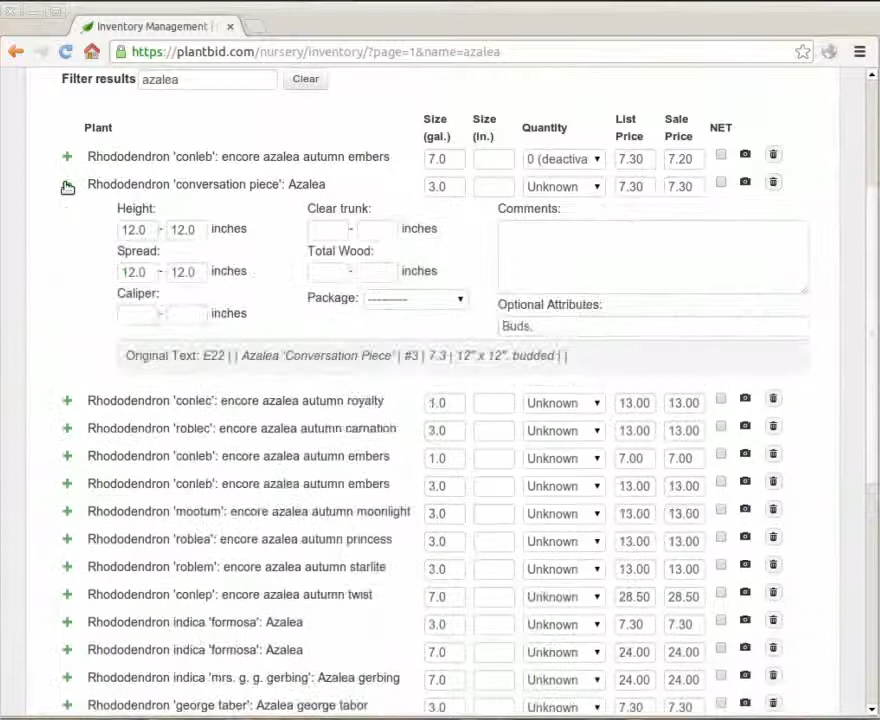 Inventory Management |
https://plantbid.com/nursery/inventory/?page=1&name=azalea
Filter results azalea Clear
Plant Size (gal.) Size (in.) Quantity List Price Sale Price NET
Rhododendron 'conleb': encore azalea autumn embers 7.0 0 (deactiva 7.30 7.20
Rhododendron 'conversation piece': Azalea 3.0 Unknown 7.30 7.30
Height: Clear trunk: Comments:
12.0 - 12.0 inches - inches
Spread: Total Wood:
12.0 - 12.0 inches - inches
Caliper: Package: ---------
- inches Optional Attributes:
Buds,
Original Text: E22 | | Azalea 'Conversation Piece' | #3 | 7.3 | 12" x 12". budded | |
Rhododendron 'conlec': encore azalea autumn royalty 1.0 Unknown 13.00 13.00
Rhododendron 'roblec': encore azalea autumn carnation 3.0 Unknown 13.00 13.00
Rhododendron 'conleb': encore azalea autumn embers 1.0 Unknown 7.00 7.00
Rhododendron 'conleb': encore azalea autumn embers 3.0 Unknown 13.00 13.00
Rhododendron 'mootum': encore azalea autumn moonlight 3.0 Unknown 13.00 13.00
Rhododendron 'roblea': encore azalea autumn princess 3.0 Unknown 13.00 13.00
Rhododendron 'roblem': encore azalea autumn starlite 3.0 Unknown 13.00 13.00
Rhododendron 'conlep': encore azalea autumn twist 7.0 Unknown 28.50 28.50
Rhododendron indica 'formosa': Azalea 3.0 Unknown 7.30 7.30
Rhododendron indica 'formosa': Azalea 7.0 Unknown 24.00 24.00
Rhododendron indica 'mrs. g. g. gerbing': Azalea gerbing 7.0 Unknown 24.00 24.00
Rhododendron 'george taber': Azalea george tabor 3.0 Unknown 7.30 7.30